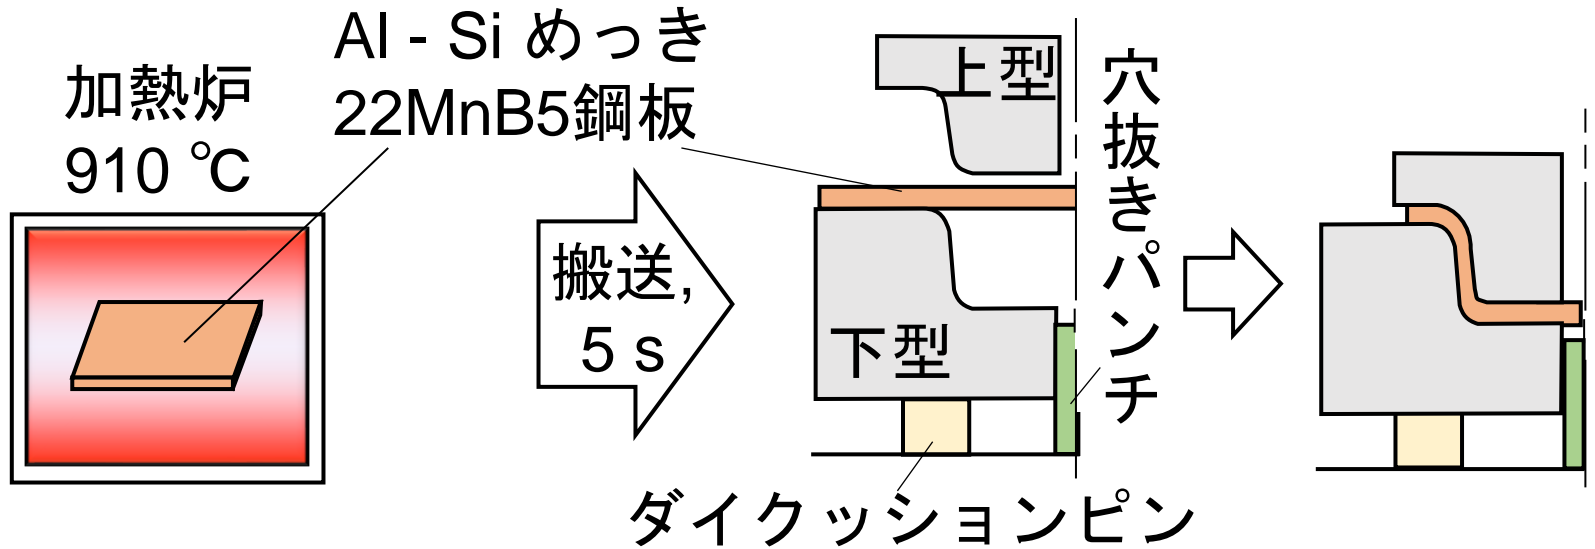 加熱炉
910 ℃
Al - Si めっき
22MnB5鋼板
搬送,
5 s
上型
下型
穴抜きパンチ
ダイクッションピン